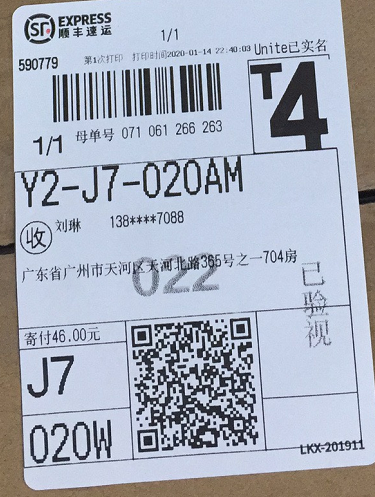 SF EXPRESS
顺丰速运
1/1
590779
第1次打印 打印时间2020-01-14 22:40:03 Unite已实名
T4
1/1 母单号 071 061 266 263
Y2-J7-020AM
收 刘琳 138****7088
广东省广州市天河区天河北路365号之一704房
022
已验视
寄付46.00元
J7
020W
LKX-201911